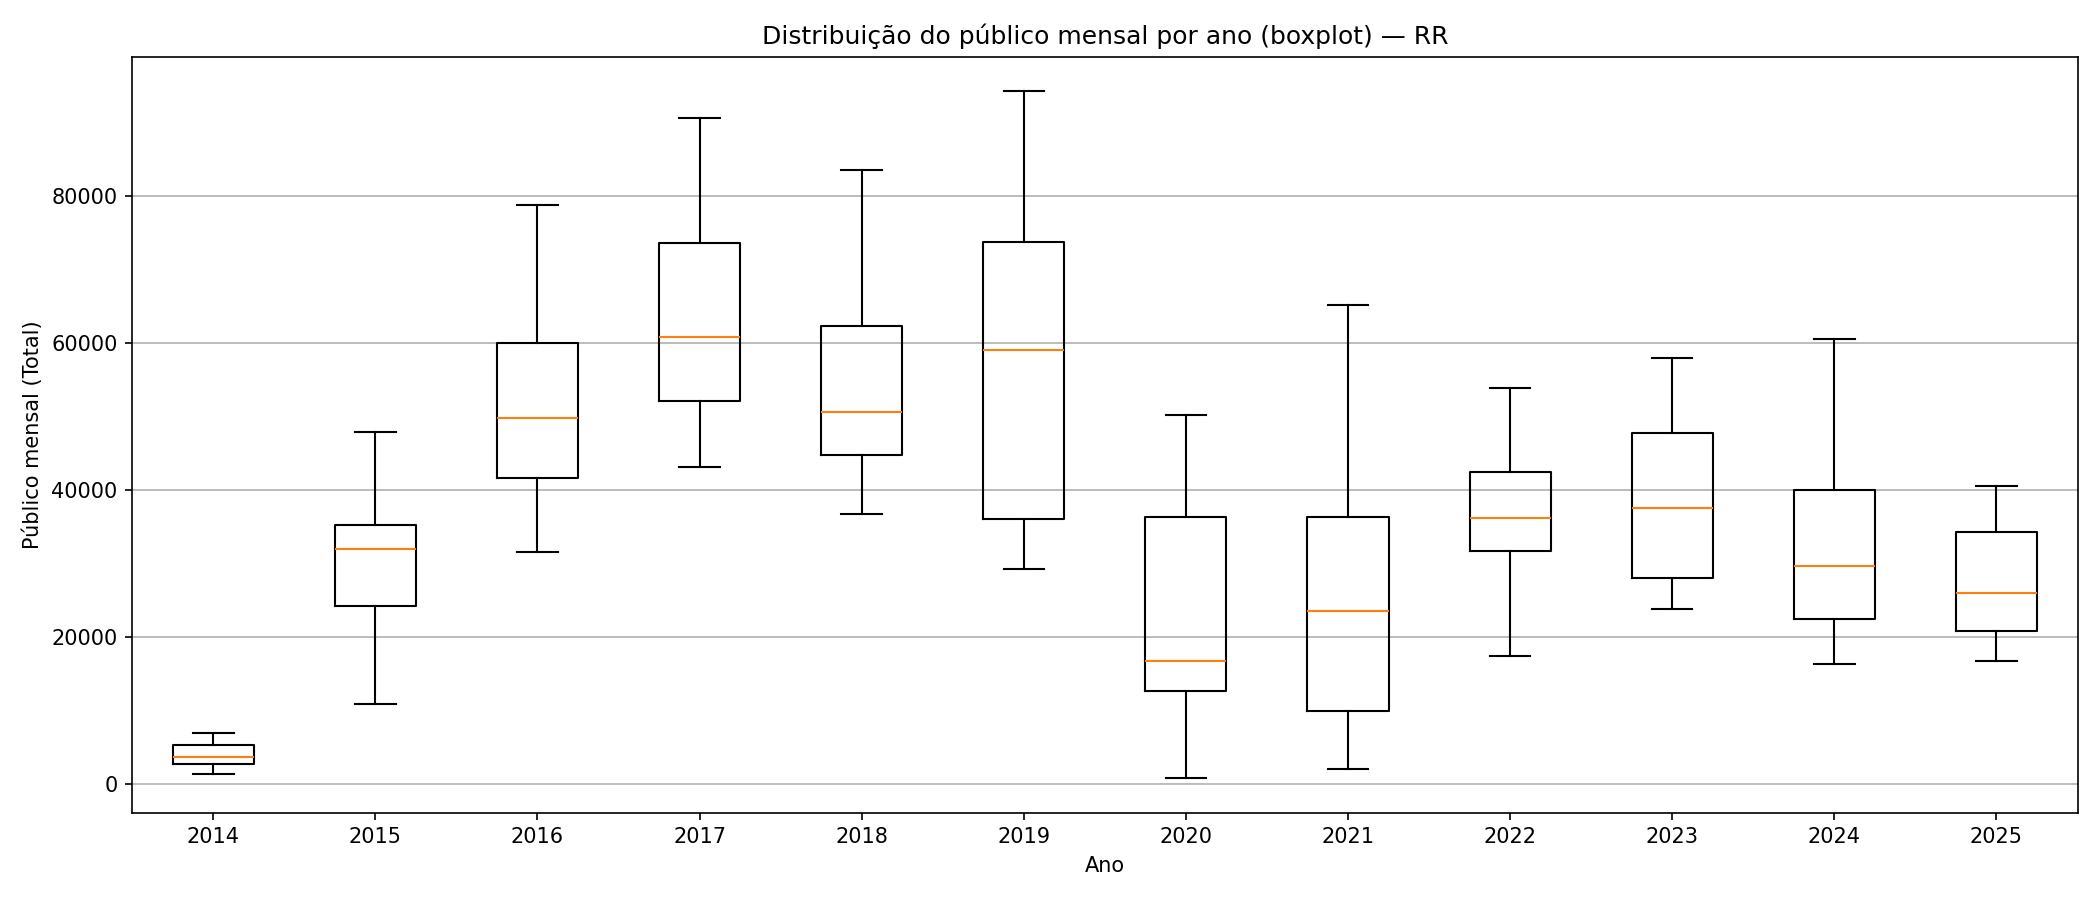 Distribuição do público mensal por ano (boxplot) — RR
Público mensal (Total)
80000
60000
40000
20000
0
2014 2015 2016 2017 2018 2019 2020 2021 2022 2023 2024 2025
Ano